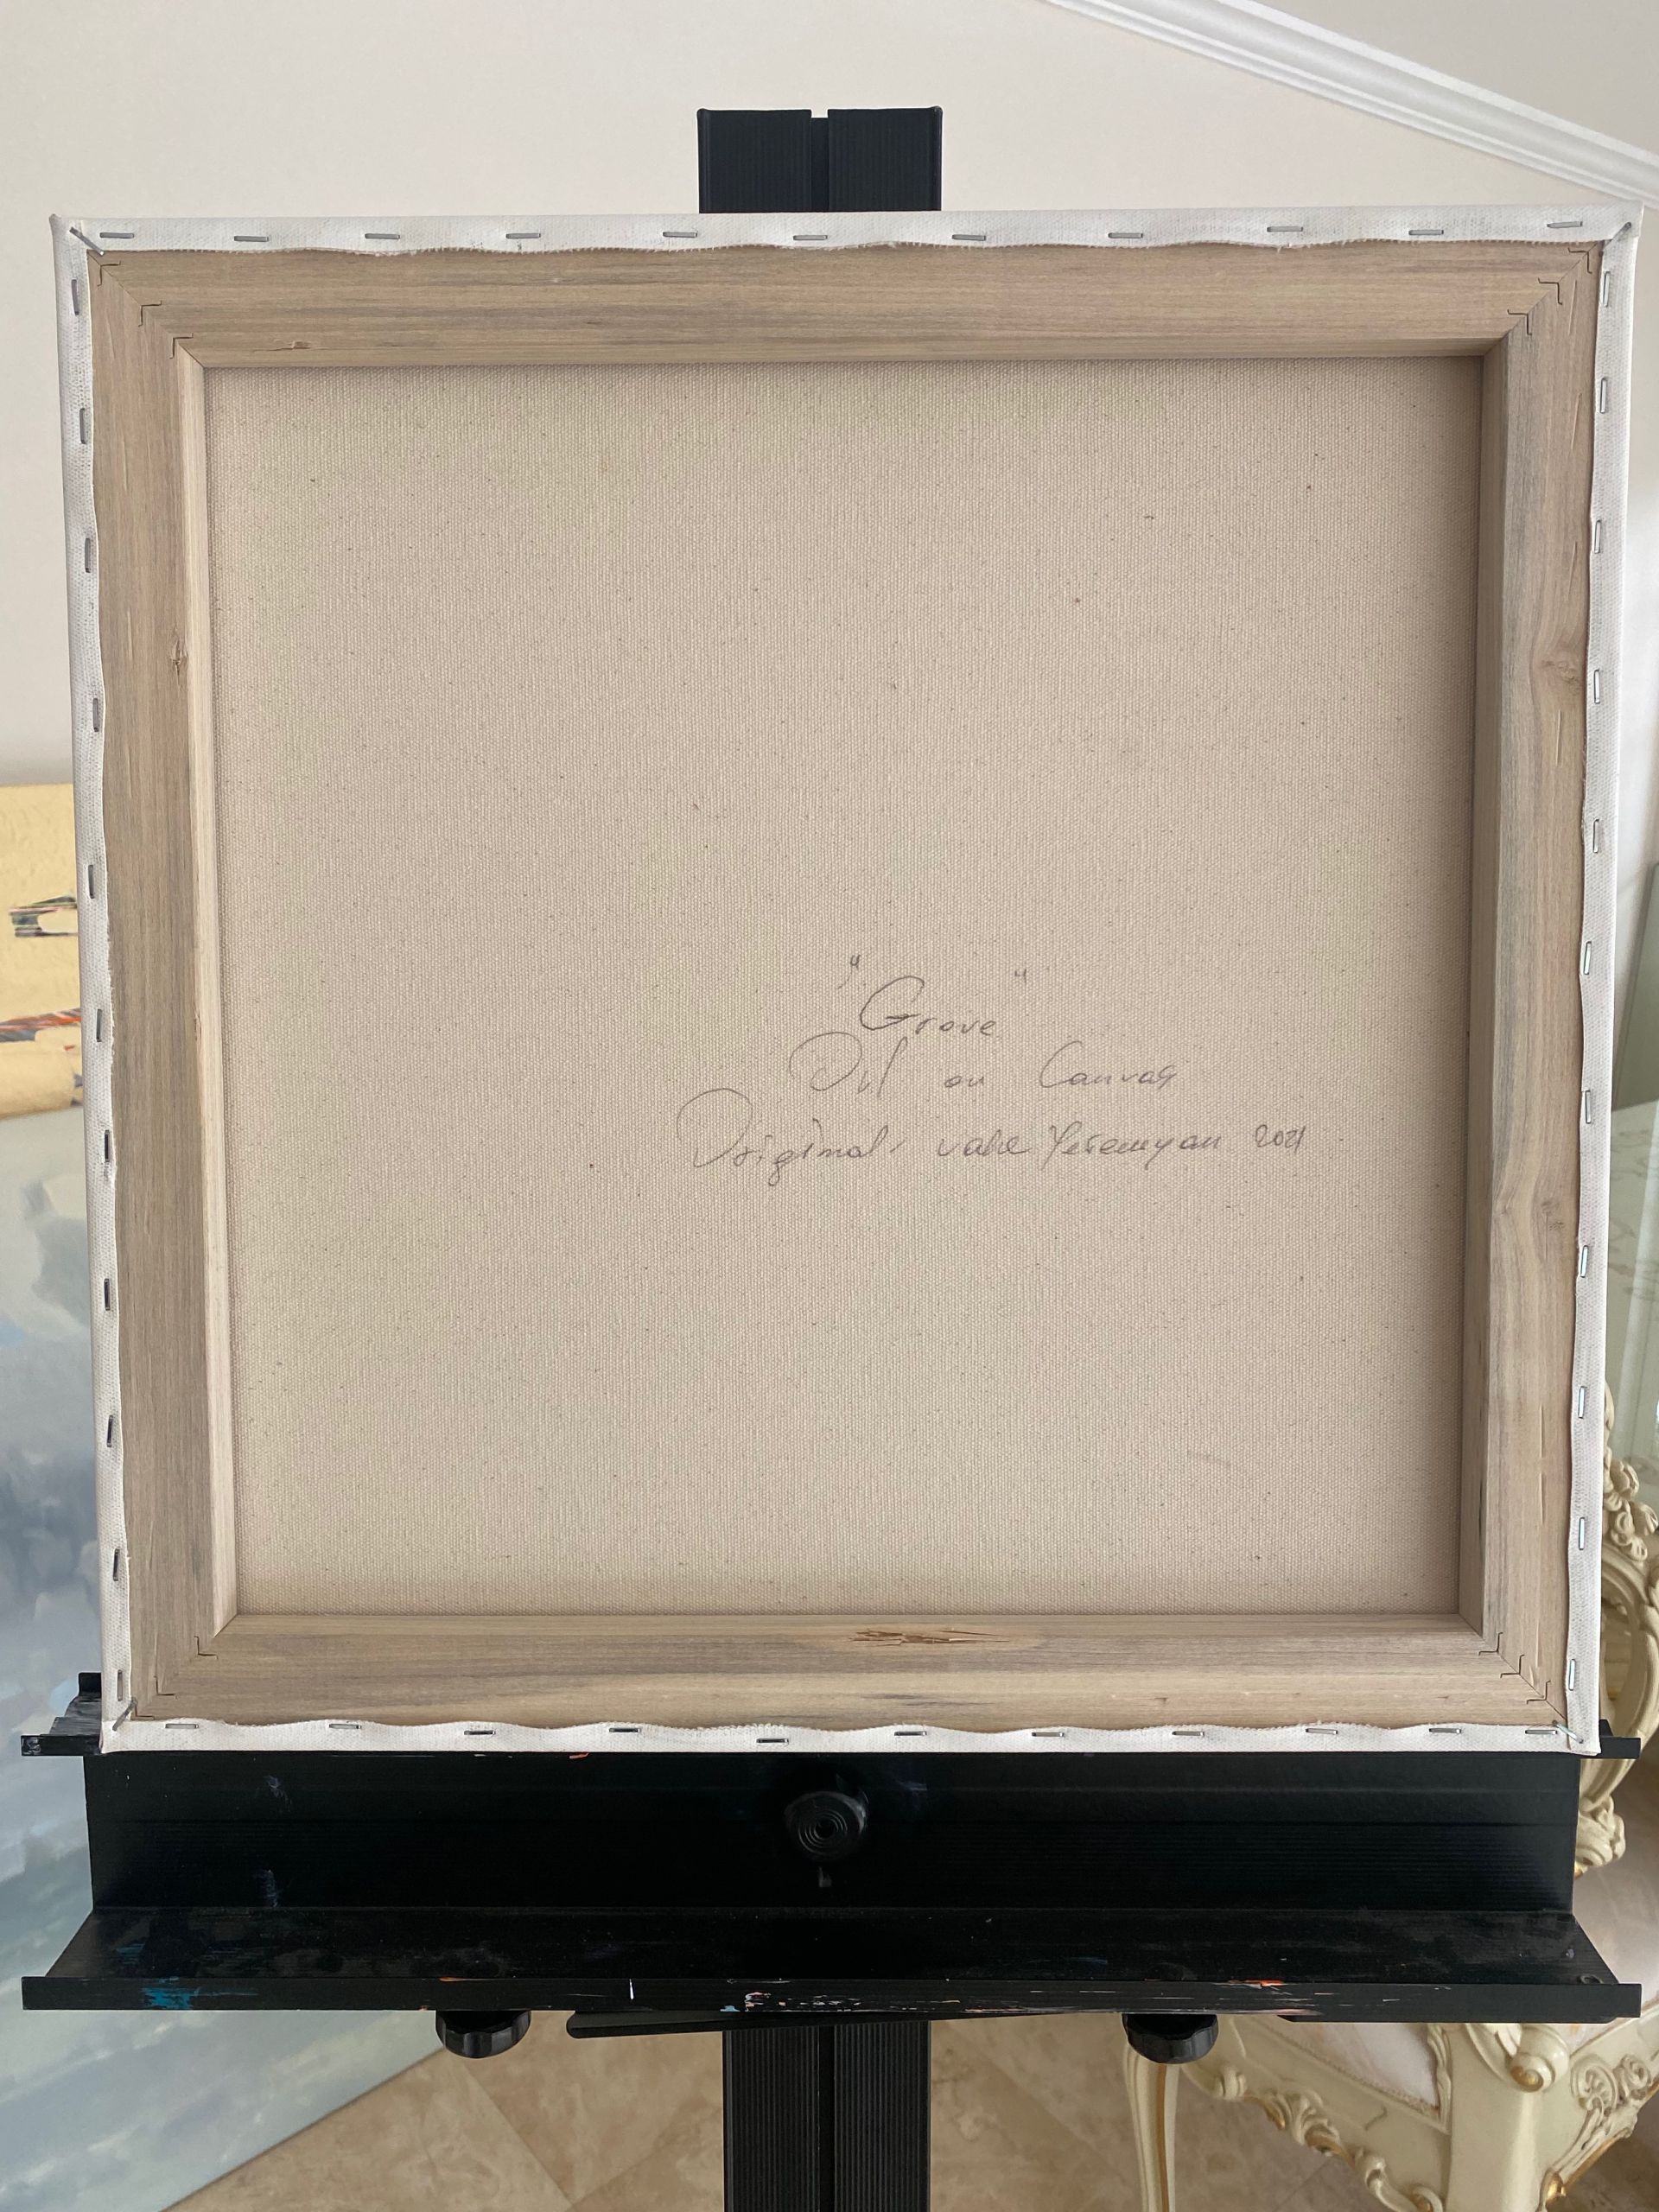 "Grove"
Oil on Canvas
Original, vahe Yeremyan 2021